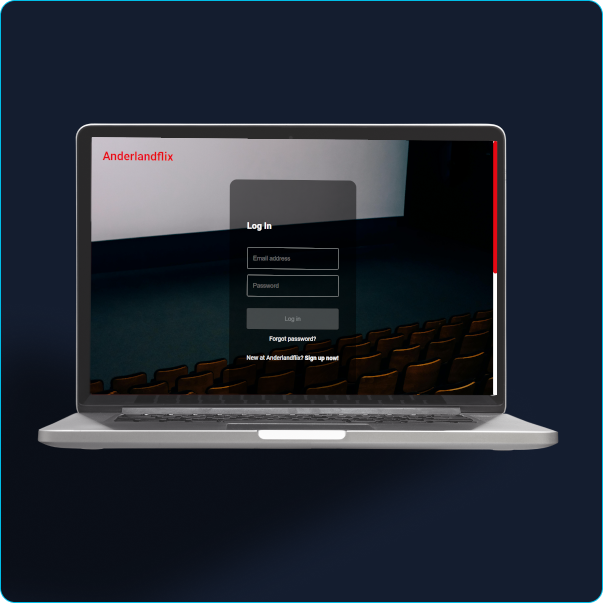 Anderlandflix
Log In
Email address
Password
Log in
Forgot password?
New at Anderlandflix? Sign up now!